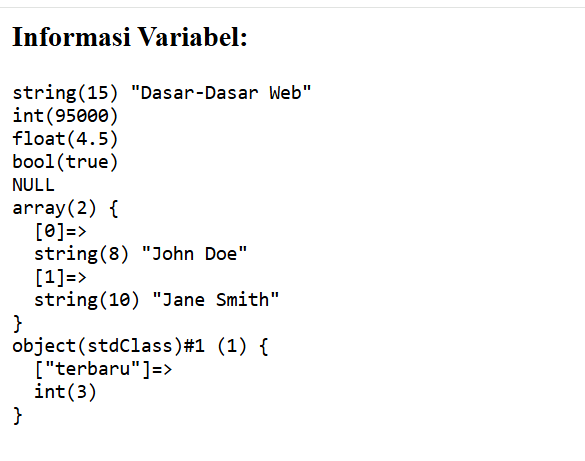 Informasi Variabel:
string(15) "Dasar-Dasar Web"
int(95000)
float(4.5)
bool(true)
NULL
array(2) {
  [0]=>
  string(8) "John Doe"
  [1]=>
  string(10) "Jane Smith"
}
object(stdClass)#1 (1) {
  ["terbaru"]=>
  int(3)
}